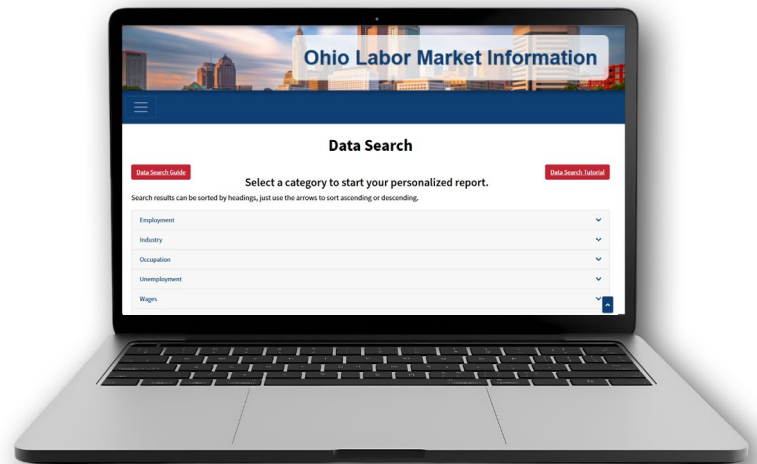 Ohio Labor Market Information
Data Search
Data Search Guide
Data Search Tutorial
Select a category to start your personalized report.
Search results can be sorted by headings, just use the arrows to sort ascending or descending.
Employment
Industry
Occupation
Unemployment
Wages